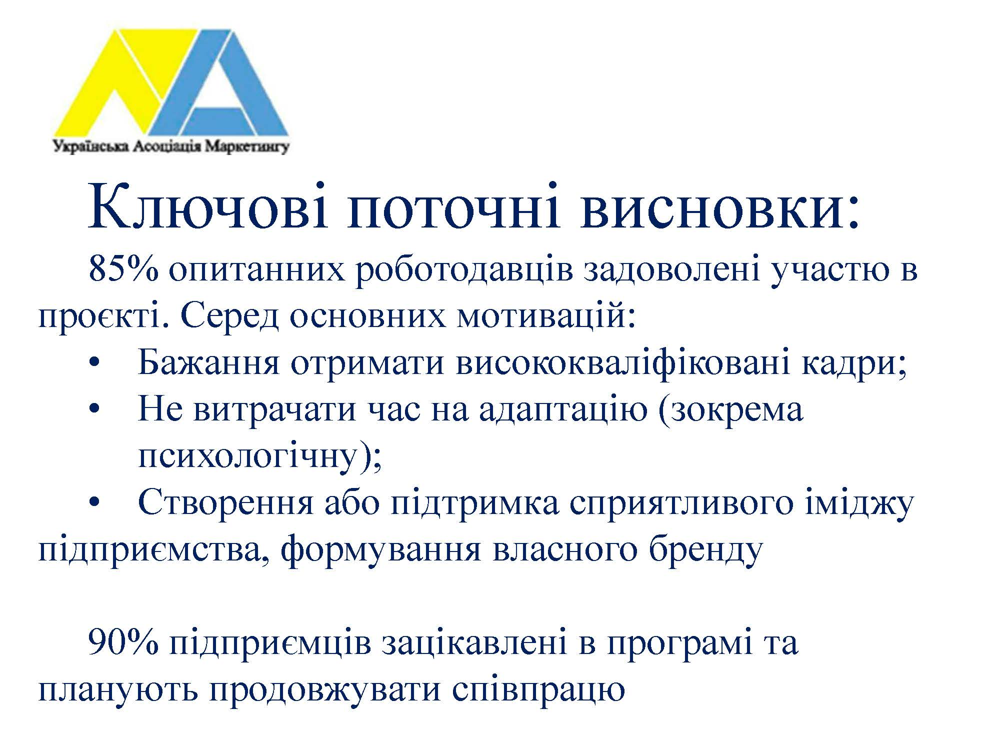 Українська Асоціація Маркетингу
Ключові поточні висновки:
85% опитанних роботодавців задоволені участю в
проєкті. Серед основних мотивацій:
• Бажання отримати висококваліфіковані кадри;
• Не витрачати час на адаптацію (зокрема
психологічну);
• Створення або підтримка сприятливого іміджу
підприємства, формування власного бренду
90% підприємців зацікавлені в програмі та
планують продовжувати співпрацю